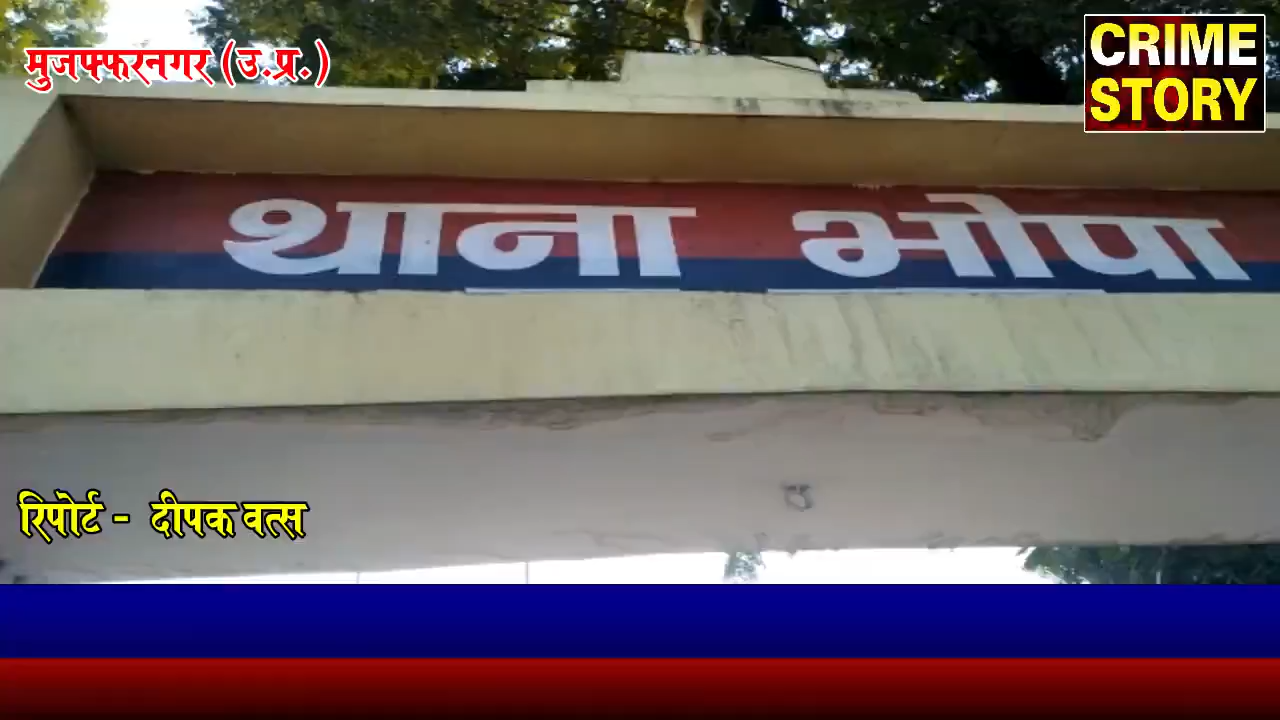 मुजफ्फरनगर (उ.प्र.)
CRIME
STORY
थाना भोपा
रिपोर्ट - दीपक वत्स